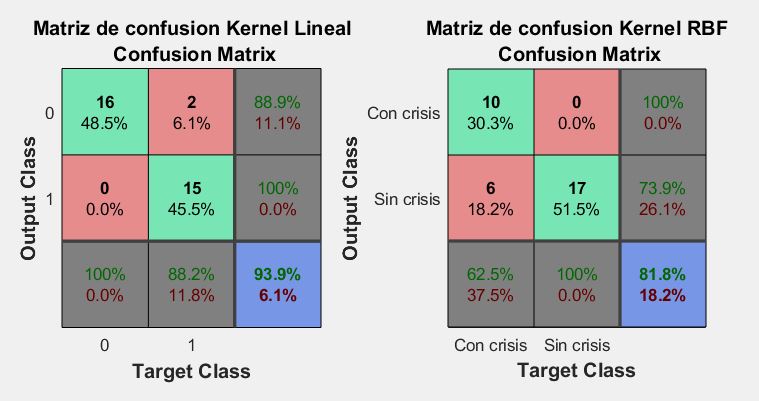 Matriz de confusion Kernel Lineal
Confusion Matrix
16 2 88.9%
48.5% 6.1% 11.1%
0
0 15 100%
0.0% 45.5% 0.0%
1
100% 88.2% 93.9%
0.0% 11.8% 6.1%
0 1
Target Class
Output Class
Matriz de confusion Kernel RBF
Confusion Matrix
10 0 100%
30.3% 0.0% 0.0%
Con crisis
6 17 73.9%
18.2% 51.5% 26.1%
Sin crisis
62.5% 100% 81.8%
37.5% 0.0% 18.2%
Con crisis Sin crisis
Target Class
Output Class